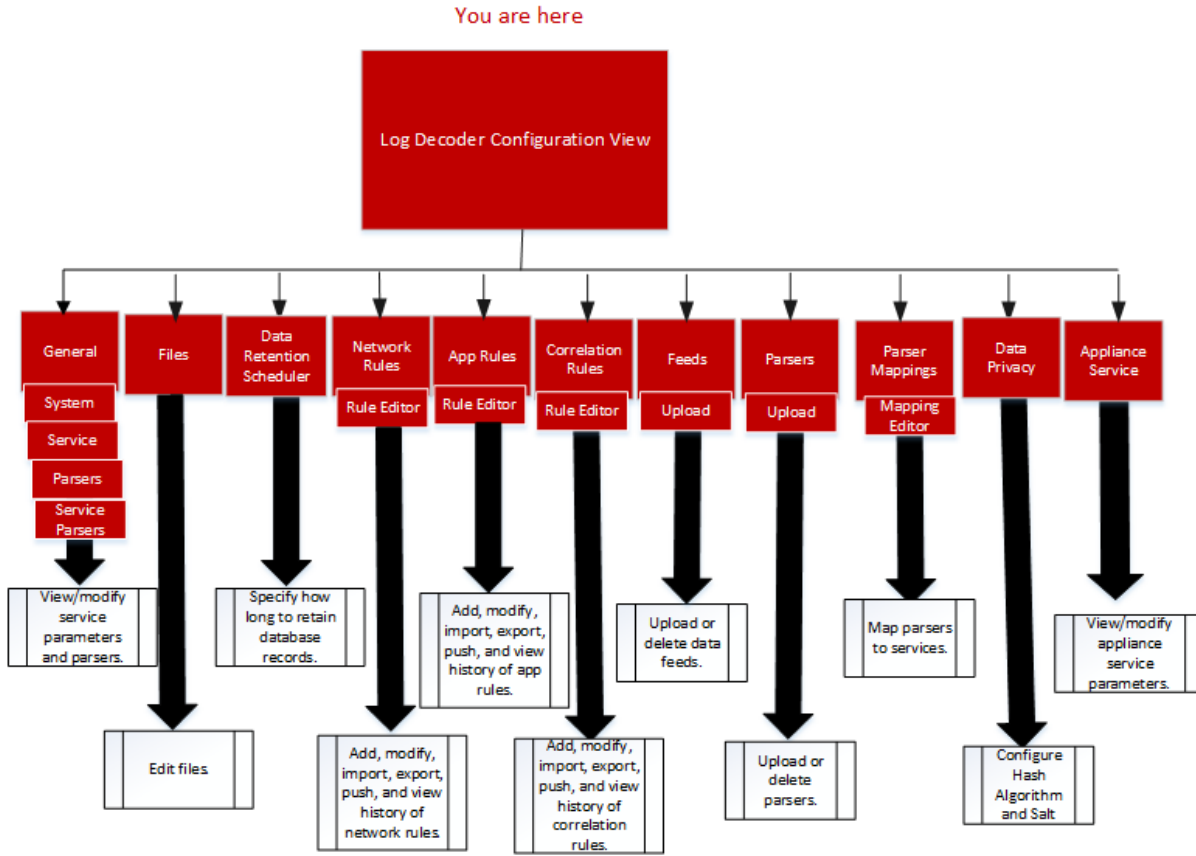 You are here
Log Decoder Configuration View
General
System
Service
Parsers
Service
Parsers
Files
Data
Retention
Scheduler
Network
Rules
Rule Editor
App Rules
Rule Editor
Correlation
Rules
Rule Editor
Feeds
Upload
Parsers
Upload
Parser
Mappings
Mapping
Editor
Data
Privacy
Appliance
Service
View/modify
service
parameters
and parsers.
Edit files.
Specify how
long to retain
database
records.
Add, modify,
import, export,
push, and view
history of
network rules.
Add, modify,
import, export,
push, and view
history of app
rules.
Add, modify,
import, export,
push, and view
history of
correlation
rules.
Upload or
delete data
feeds.
Upload or
delete
parsers.
Map parsers
to services.
Configure
Hash
Algorithm
and Salt
View/modify
appliance
service
parameters.